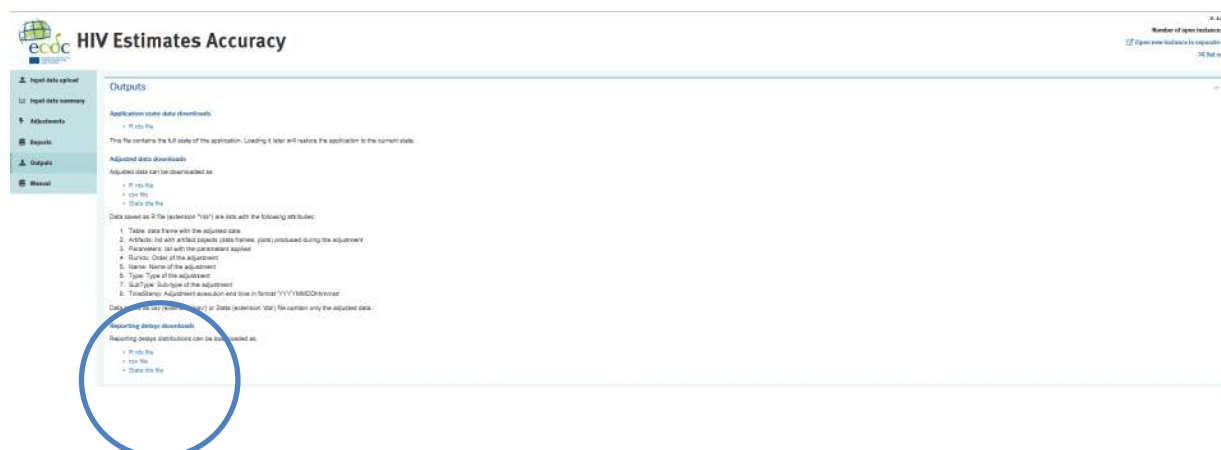 ecdc HIV Estimates Accuracy
Number of open instances
Open new instance in separate
Input data upload
Input data summary
Adjustments
Reports
Outputs
Manual
Outputs
Application state data downloads
R rds file
This file contains the full state of the application. Loading it later will restore the application to the current state.
Adjusted data downloads
Adjusted data can be downloaded as:
R rds file
csv file
Stata dta file
Data saved as R file (extension "rds") are lists with the following attributes:
1. Table: data frame with the adjusted data
2. Artifacts: list with artifact objects (data frames, plots) produced during the adjustment
3. Parameters: list with the parameters applied
4. RunIdx: Order of the adjustment
5. Name: Name of the adjustment
6. Type: Type of the adjustment
7. SubType: Sub-type of the adjustment
8. TimeStamp: Adjustment execution end time in format 'YYYYMMDDhhmmss'
Data saved as csv (extension csv) or Stata (extension 'dta') file contain only the adjusted data.
Reporting delays downloads
Reporting delays distributions can be downloaded as:
R rds file
csv file
Stata dta file